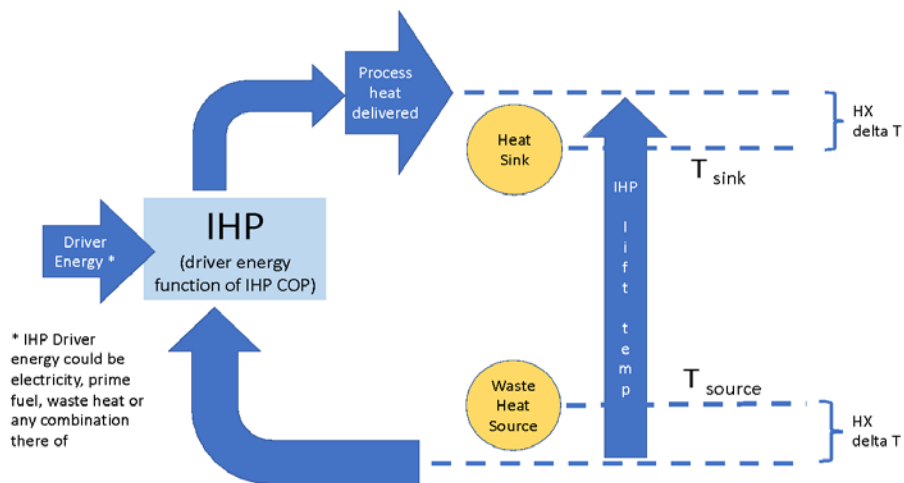 Process
heat
delivered
HX
delta T
Heat
Sink
T sink
IHP
lift
temp
IHP
(driver energy
function of IHP COP)
Driver
Energy *
* IHP Driver
energy could be
electricity, prime
fuel, waste heat or
any combination
there of
Waste
Heat
Source
T source
HX
delta T